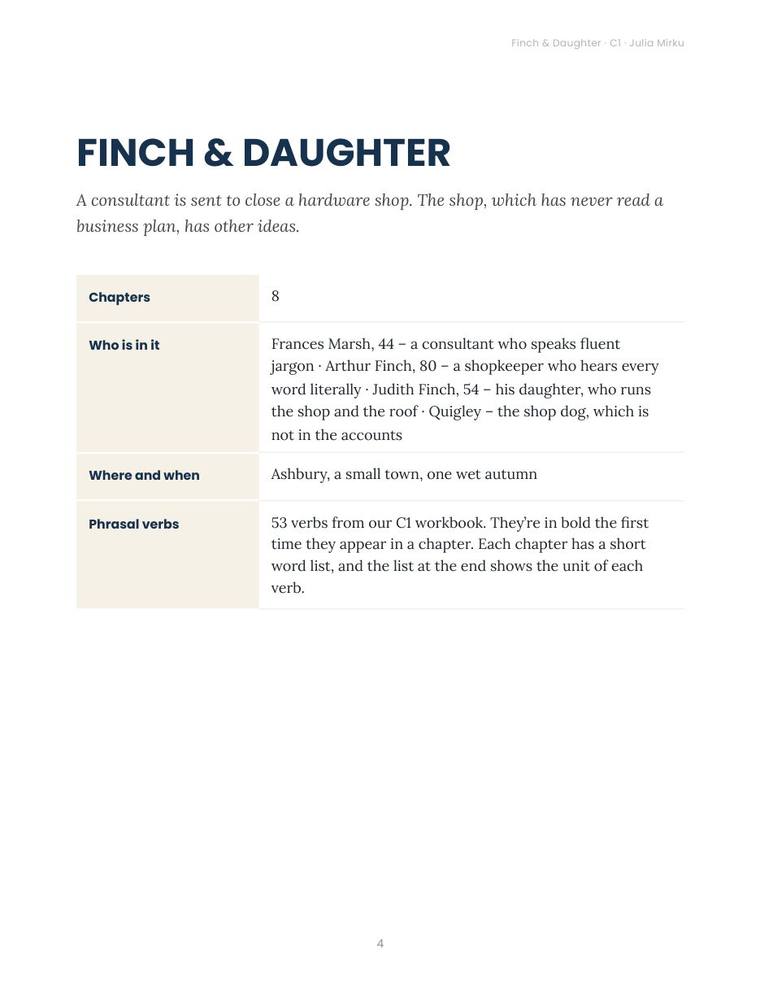 Finch & Daughter · C1 · Julia Mirku
FINCH & DAUGHTER
A consultant is sent to close a hardware shop. The shop, which has never read a
business plan, has other ideas.
Chapters
8
Who is in it
Frances Marsh, 44 – a consultant who speaks fluent
jargon · Arthur Finch, 80 – a shopkeeper who hears every
word literally · Judith Finch, 54 – his daughter, who runs
the shop and the roof · Quigley – the shop dog, which is
not in the accounts
Where and when
Ashbury, a small town, one wet autumn
Phrasal verbs
53 verbs from our C1 workbook. They’re in bold the first
time they appear in a chapter. Each chapter has a short
word list, and the list at the end shows the unit of each
verb.
4